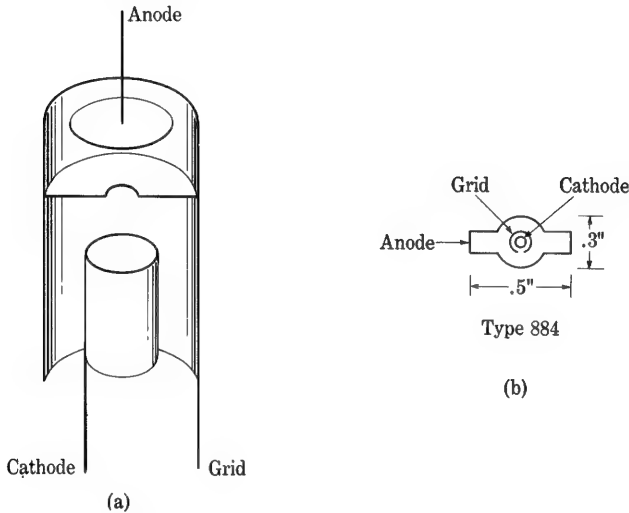 Anode
Cathode
Grid
(a)
Grid
Cathode
Anode
.3"
.5"
Type 884
(b)